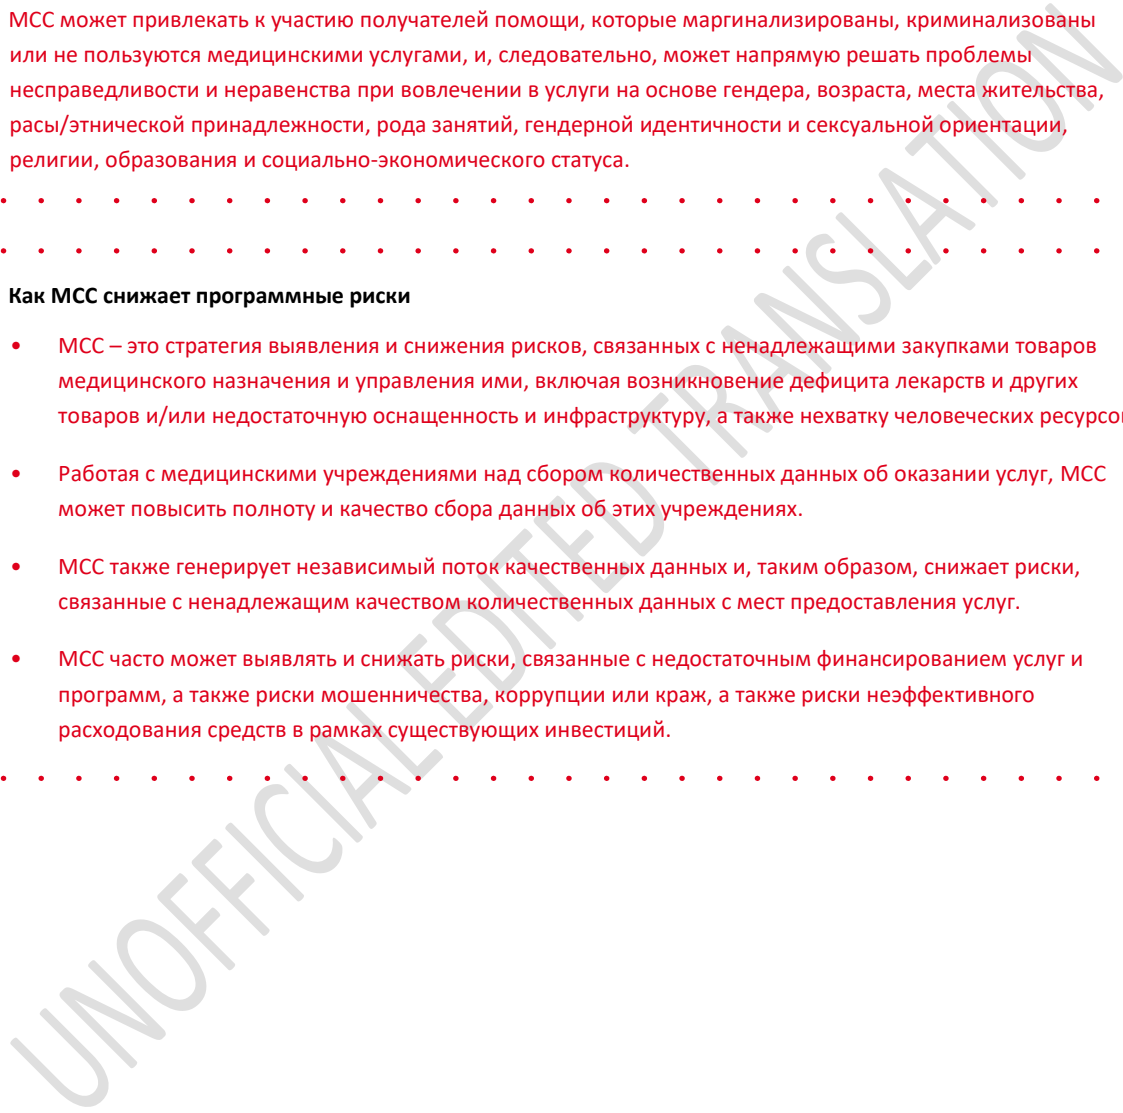 МСС может привлекать к участию получателей помощи, которые маргинализированы, криминализованы
или не пользуются медицинскими услугами, и, следовательно, может напрямую решать проблемы
несправедливости и неравенства при вовлечении в услуги на основе гендера, возраста, места жительства,
расы/этнической принадлежности, рода занятий, гендерной идентичности и сексуальной ориентации,
религии, образования и социально-экономического статуса.
Как МСС снижает программные риски
• МСС – это стратегия выявления и снижения рисков, связанных с ненадлежащими закупками товаров
медицинского назначения и управления ими, включая возникновение дефицита лекарств и других
товаров и/или недостаточную оснащенность и инфраструктуру, а также нехватку человеческих ресурсов
• Работая с медицинскими учреждениями над сбором количественных данных об оказании услуг, МСС
может повысить полноту и качество сбора данных об этих учреждениях.
• МСС также генерирует независимый поток качественных данных и, таким образом, снижает риски,
связанные с ненадлежащим качеством количественных данных с мест предоставления услуг.
• МСС часто может выявлять и снижать риски, связанные с недостаточным финансированием услуг и
программ, а также риски мошенничества, коррупции или краж, а также риски неэффективного
расходования средств в рамках существующих инвестиций.
UNOFFICIAL EDITED TRANSLATION